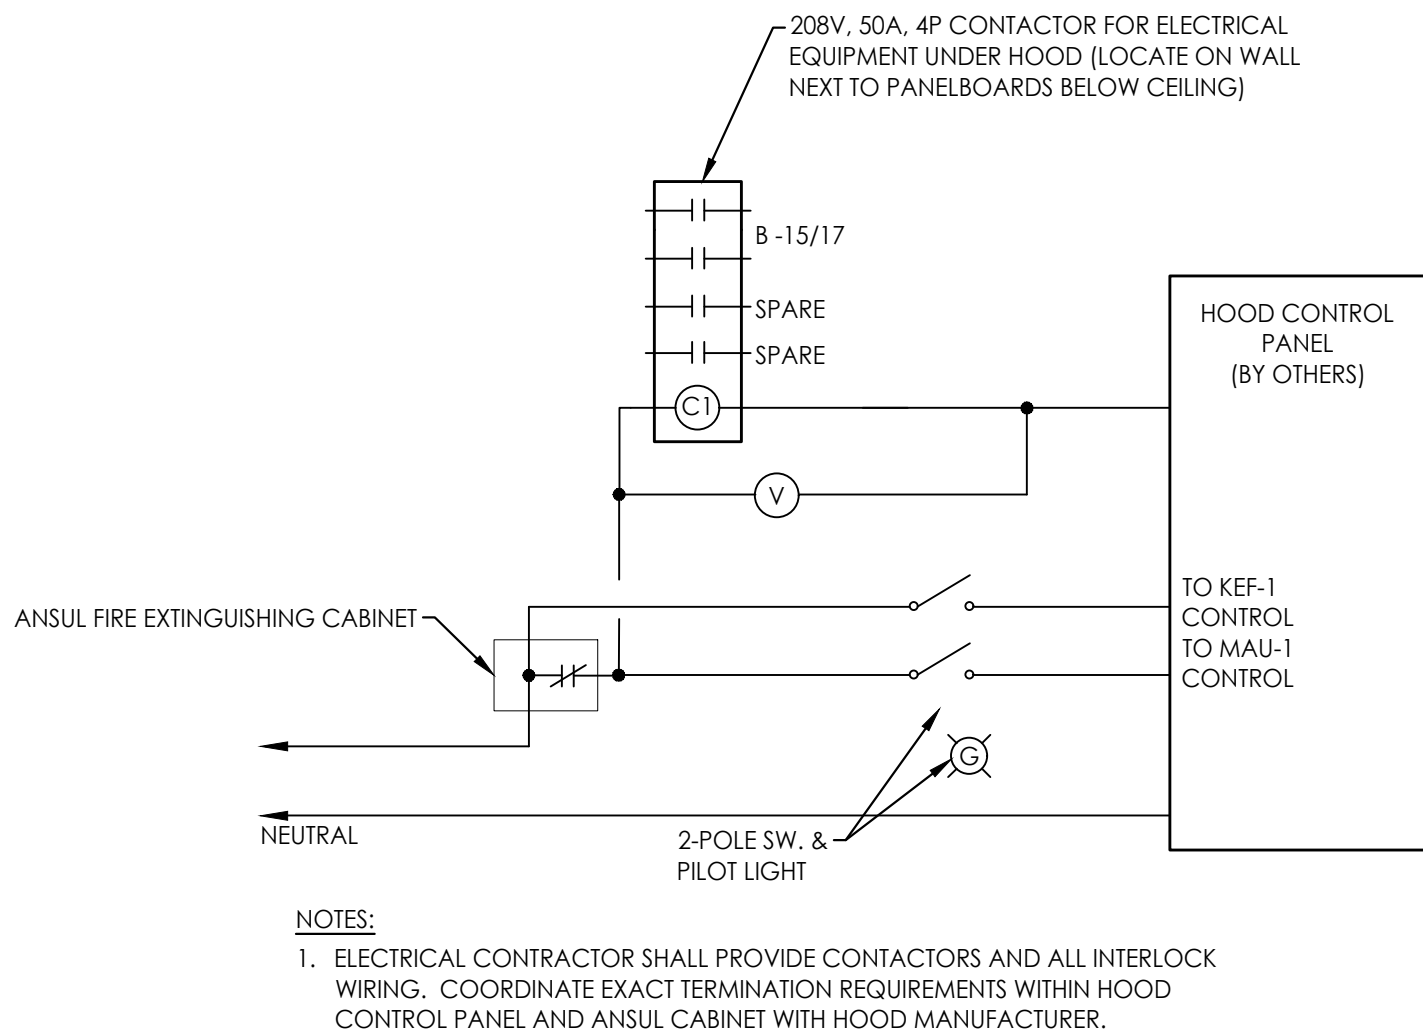 208V, 50A, 4P CONTACTOR FOR ELECTRICAL
EQUIPMENT UNDER HOOD (LOCATE ON WALL
NEXT TO PANELBOARDS BELOW CEILING)
B -15/17
SPARE
SPARE
C1
HOOD CONTROL
PANEL
(BY OTHERS)
V
TO KEF-1
CONTROL
TO MAU-1
CONTROL
ANSUL FIRE EXTINGUISHING CABINET
G
NEUTRAL
2-POLE SW. &
PILOT LIGHT
NOTES:
1. ELECTRICAL CONTRACTOR SHALL PROVIDE CONTACTORS AND ALL INTERLOCK
WIRING. COORDINATE EXACT TERMINATION REQUIREMENTS WITHIN HOOD
CONTROL PANEL AND ANSUL CABINET WITH HOOD MANUFACTURER.